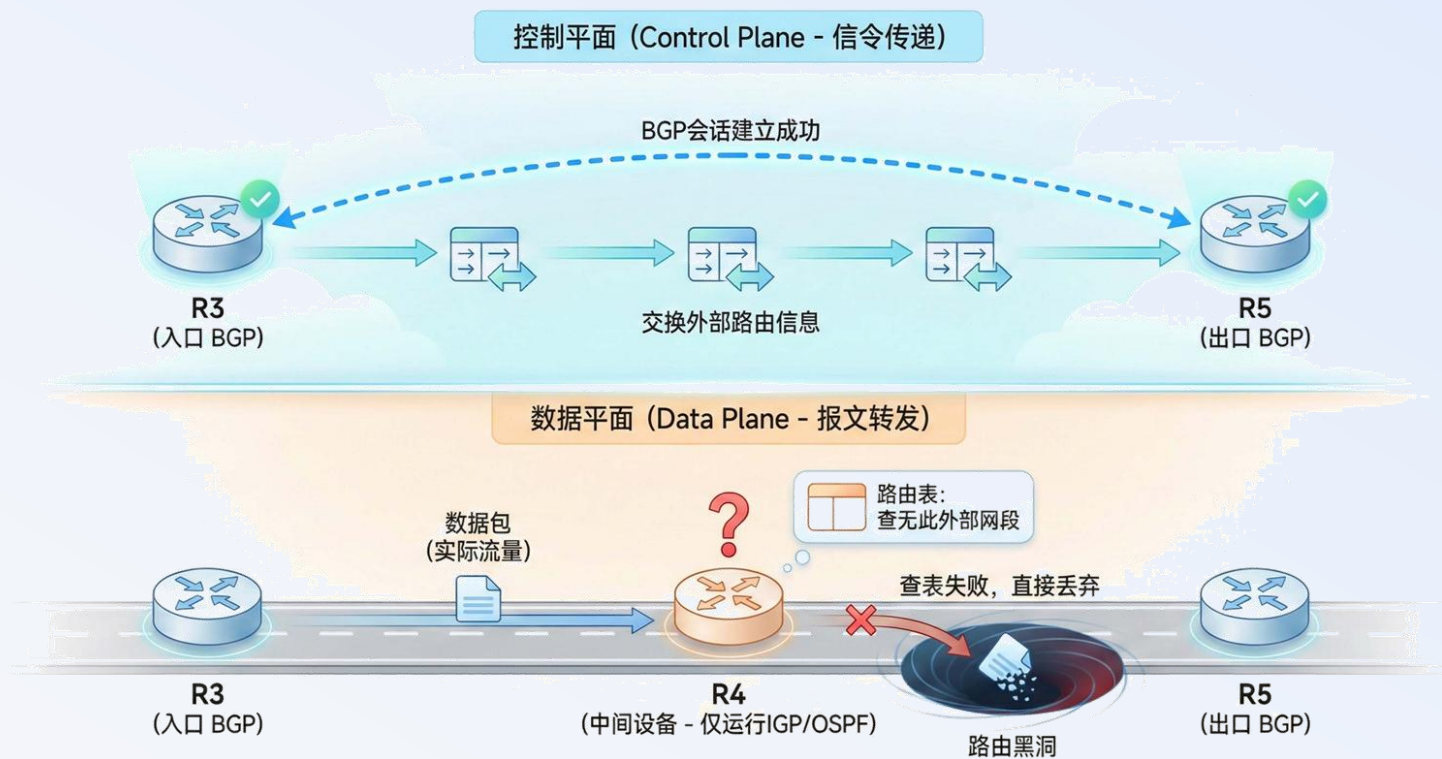 控制平面（Control Plane - 信令传递）
BGP会话建立成功
R3
(入口 BGP)
交换外部路由信息
R5
(出口 BGP)
数据平面（Data Plane - 报文转发）
路由表：
查无此外部网段
数据包
(实际流量)
查表失败，直接丢弃
R3
(入口 BGP)
R4
(中间设备 - 仅运行IGP/OSPF)
路由黑洞
R5
(出口 BGP)